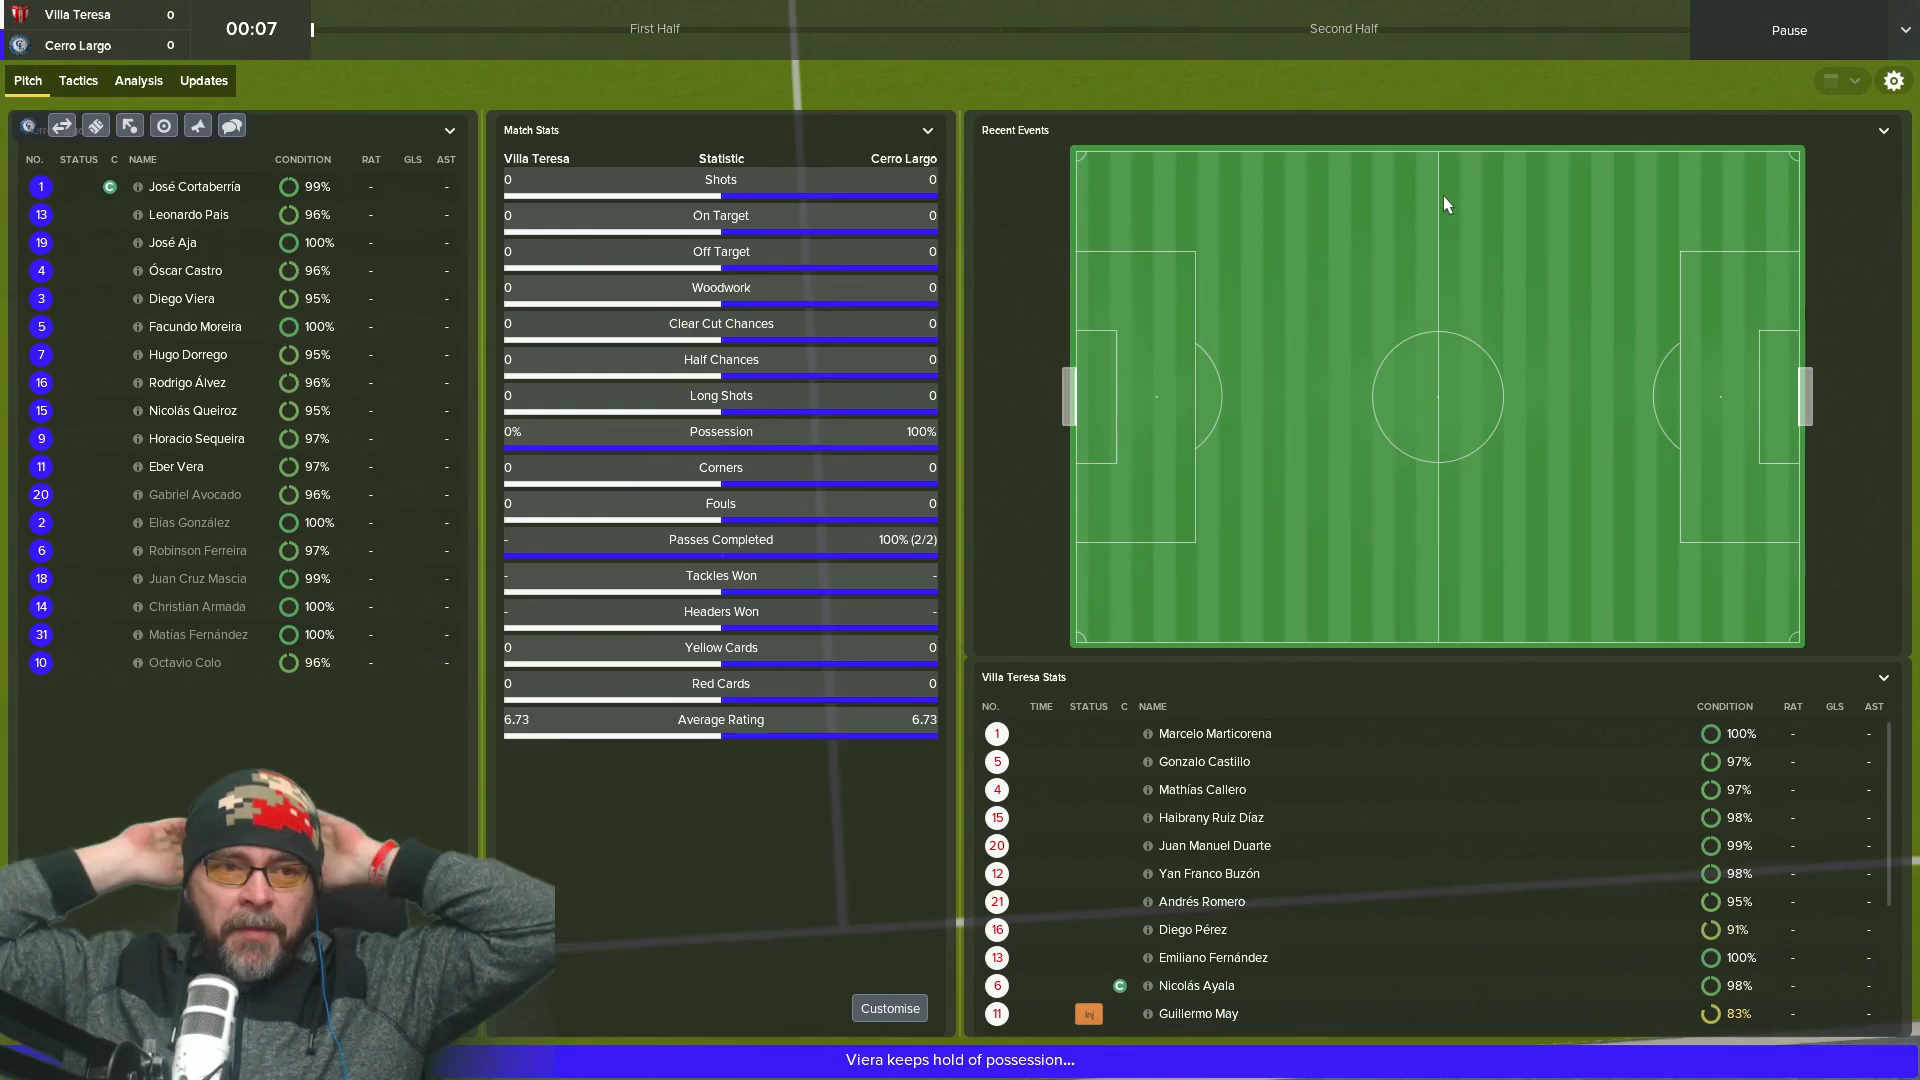 Villa Teresa 0
Cerro Largo 0
00:07
First Half
Second Half
Pause
Pitch Tactics Analysis Updates
NO. STATUS C NAME CONDITION RAT GLS AST
1 C José Cortaberría 99% - -
13 Leonardo Pais 96% - -
19 José Aja 100% - -
4 Óscar Castro 96% - -
3 Diego Viera 95% - -
5 Facundo Moreira 100% - -
7 Hugo Dorrego 95% - -
16 Rodrigo Álvez 96% - -
15 Nicolás Queiroz 95% - -
9 Horacio Sequeira 97% - -
11 Eber Vera 97% - -
20 Gabriel Avocado 96% - -
2 Elías González 100% - -
6 Robinson Ferreira 97% - -
18 Juan Cruz Mascia 99% - -
14 Christian Armada 100% - -
31 Matías Fernández 100% - -
10 Octavio Colo 96% - -
Match Stats
Villa Teresa Statistic Cerro Largo
0 Shots 0
0 On Target 0
0 Off Target 0
0 Woodwork 0
0 Clear Cut Chances 0
0 Half Chances 0
0 Long Shots 0
0% Possession 100%
0 Corners 0
0 Fouls 0
- Passes Completed 100% (2/2)
- Tackles Won -
- Headers Won -
0 Yellow Cards 0
0 Red Cards 0
6.73 Average Rating 6.73
Customise
Recent Events
Villa Teresa Stats
NO. TIME STATUS C NAME CONDITION RAT GLS AST
1 Marcelo Marticorena 100% - -
5 Gonzalo Castillo 97% - -
4 Mathías Callero 97% - -
15 Haibrany Ruiz Díaz 98% - -
20 Juan Manuel Duarte 99% - -
12 Yan Franco Buzón 98% - -
21 Andrés Romero 95% - -
16 Diego Pérez 91% - -
13 Emiliano Fernández 100% - -
6 C Nicolás Ayala 98% - -
11 Inj Guillermo May 83% - -
Viera keeps hold of possession...